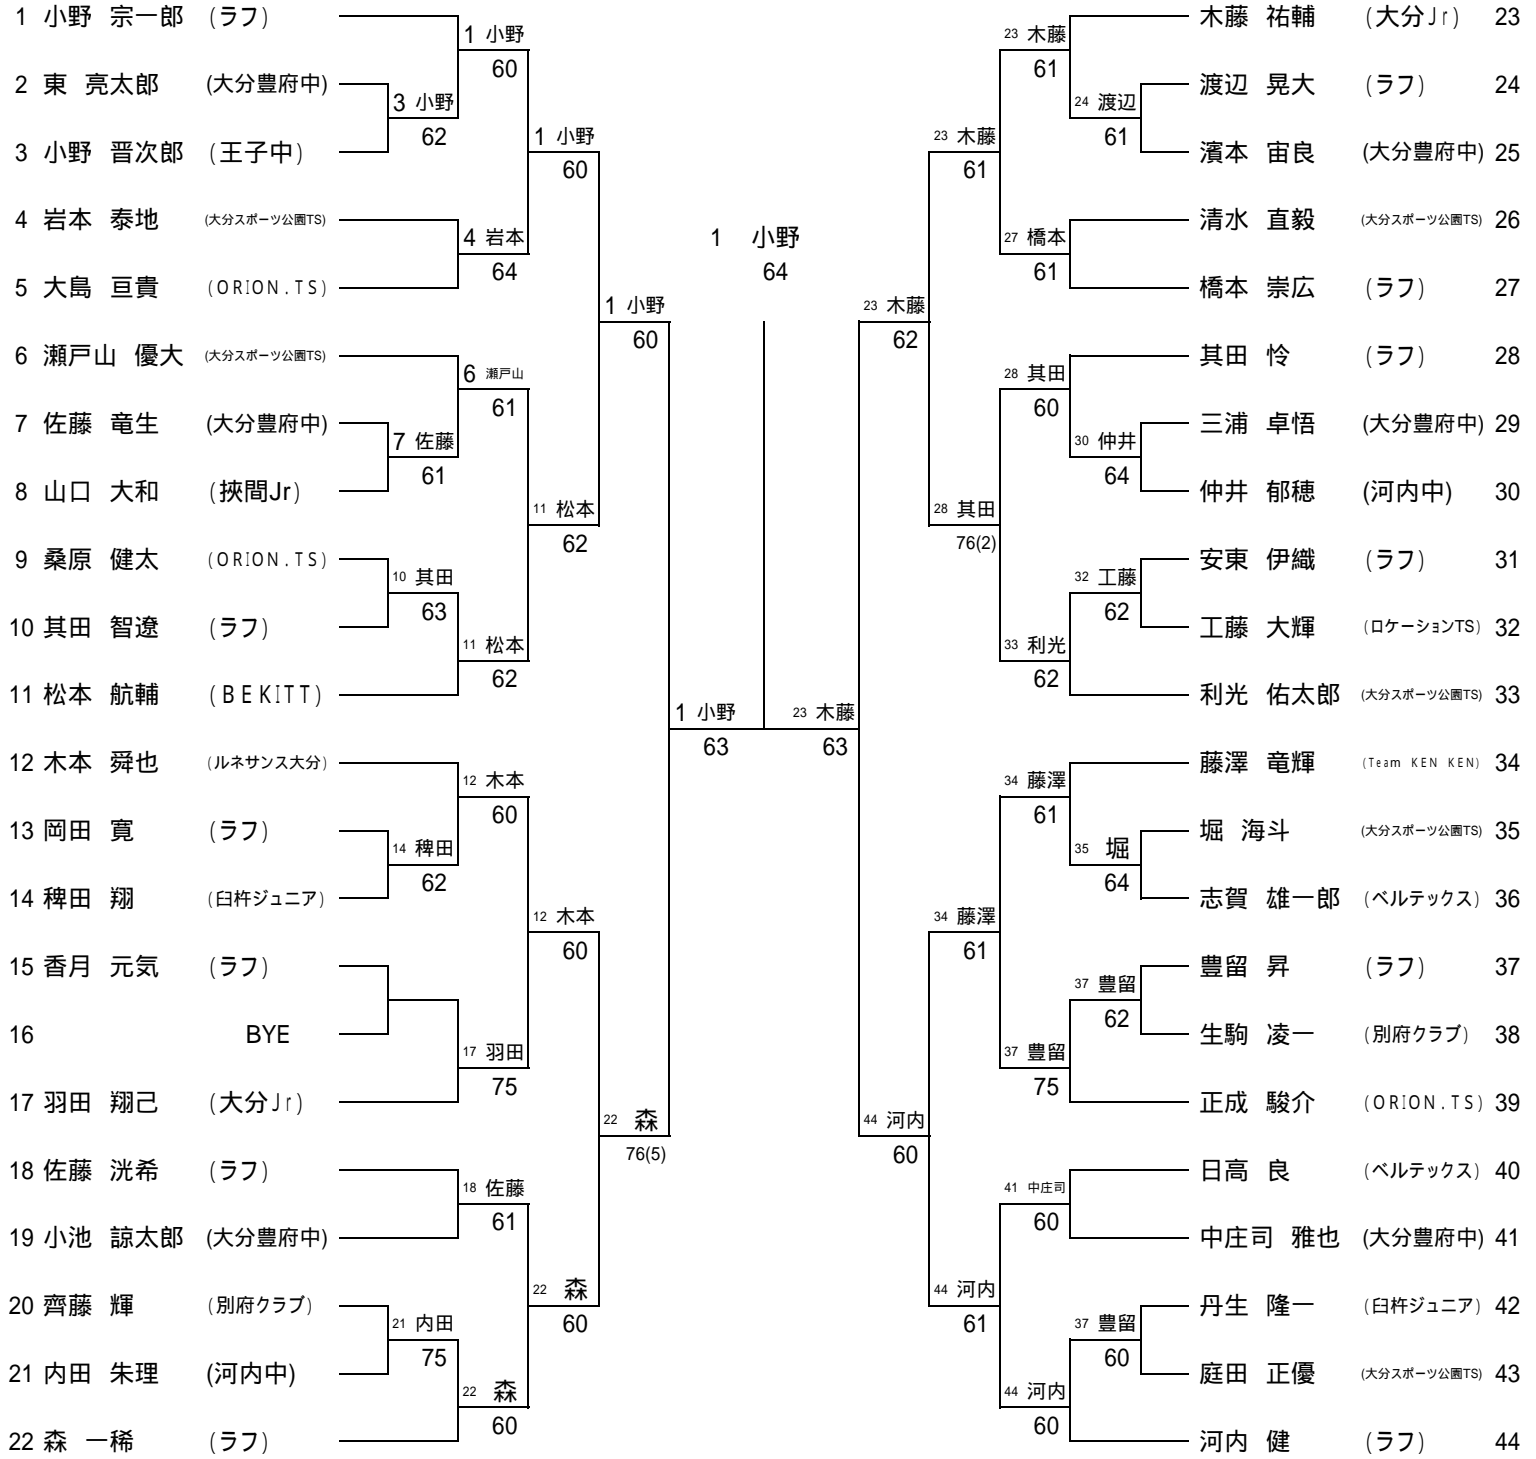 1 小野 宗一郎 (ラフ)
2 東 亮太郎 (大分豊府中)
3 小野 晋次郎 (王子中)
4 岩本 泰地 (大分スポーツ公園TS)
5 大島 亘貴 (ORION.TS)
6 瀬戸山 優大 (大分スポーツ公園TS)
7 佐藤 竜生 (大分豊府中)
8 山口 大和 (挾間Jr)
9 桑原 健太 (ORION.TS)
10 其田 智遼 (ラフ)
11 松本 航輔 (BEKITT)
12 木本 舜也 (ルネサンス大分)
13 岡田 寛 (ラフ)
14 稗田 翔 (臼杵ジュニア)
15 香月 元気 (ラフ)
16 BYE
17 羽田 翔己 (大分Jr)
18 佐藤 洸希 (ラフ)
19 小池 諒太郎 (大分豊府中)
20 齊藤 輝 (別府クラブ)
21 内田 朱理 (河内中)
22 森 一稀 (ラフ)
3 小野
62
7 佐藤
61
10 其田
63
14 稗田
62
21 内田
75
1 小野
60
4 岩本
64
6 瀬戸山
61
11 松本
62
12 木本
60
17 羽田
75
18 佐藤
61
22 森
60
1 小野
60
11 松本
62
12 木本
60
22 森
60
1 小野
60
22 森
76(5)
1 小野
63
1 小野
64
23 木藤
63
23 木藤
62
44 河内
60
23 木藤
61
28 其田
76(2)
34 藤澤
61
44 河内
61
23 木藤
61
27 橋本
61
28 其田
60
33 利光
62
34 藤澤
61
37 豊留
75
41 中庄司
60
44 河内
60
24 渡辺
61
30 仲井
64
32 工藤
62
35 堀
64
37 豊留
62
37 豊留
60
木藤 祐輔 (大分Jr) 23
渡辺 晃大 (ラフ) 24
濱本 宙良 (大分豊府中) 25
清水 直毅 (大分スポーツ公園TS) 26
橋本 崇広 (ラフ) 27
其田 怜 (ラフ) 28
三浦 卓悟 (大分豊府中) 29
仲井 郁穂 (河内中) 30
安東 伊織 (ラフ) 31
工藤 大輝 (ロケーションTS) 32
利光 佑太郎 (大分スポーツ公園TS) 33
藤澤 竜輝 (Team KEN KEN) 34
堀 海斗 (大分スポーツ公園TS) 35
志賀 雄一郎 (ベルテックス) 36
豊留 昇 (ラフ) 37
生駒 凌一 (別府クラブ) 38
正成 駿介 (ORION.TS) 39
日高 良 (ベルテックス) 40
中庄司 雅也 (大分豊府中) 41
丹生 隆一 (臼杵ジュニア) 42
庭田 正優 (大分スポーツ公園TS) 43
河内 健 (ラフ) 44